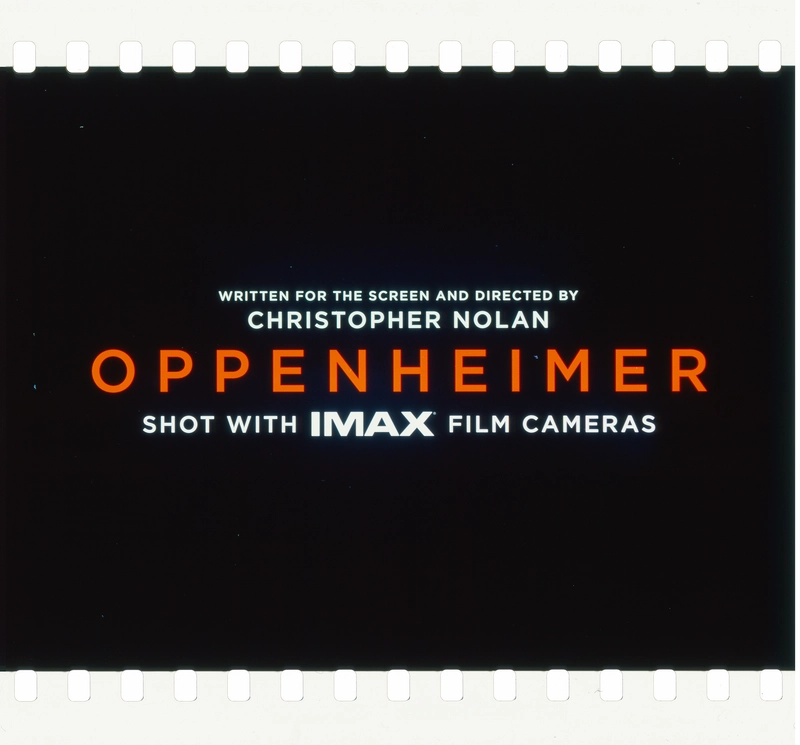 WRITTEN FOR THE SCREEN AND DIRECTED BY
CHRISTOPHER NOLAN
OPPENHEIMER
SHOT WITH IMAX® FILM CAMERAS